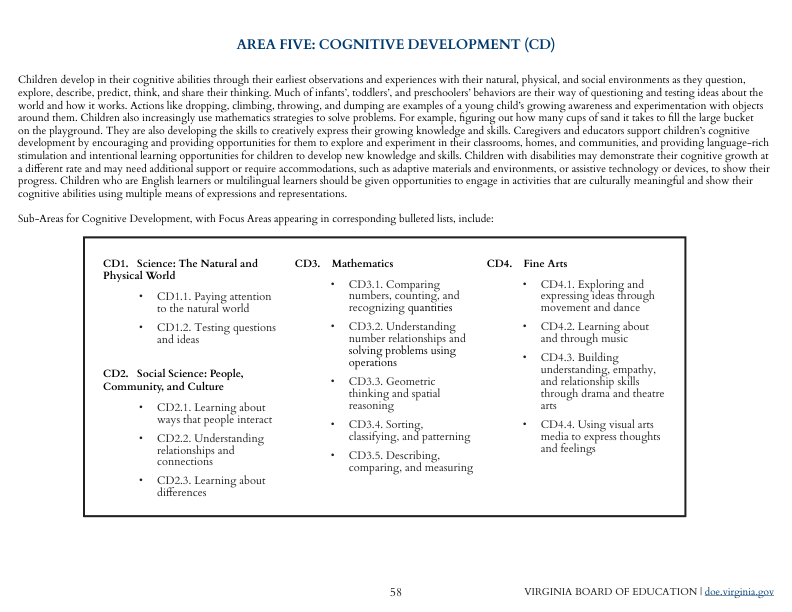 AREA FIVE: COGNITIVE DEVELOPMENT (CD)
Children develop in their cognitive abilities through their earliest observations and experiences with their natural, physical, and social environments as they question,
explore, describe, predict, think, and share their thinking. Much of infants’, toddlers’, and preschoolers’ behaviors are their way of questioning and testing ideas about the
world and how it works. Actions like dropping, climbing, throwing, and dumping are examples of a young child’s growing awareness and experimentation with objects
around them. Children also increasingly use mathematics strategies to solve problems. For example, figuring out how many cups of sand it takes to fill the large bucket
on the playground. They are also developing the skills to creatively express their growing knowledge and skills. Caregivers and educators support children’s cognitive
development by encouraging and providing opportunities for them to explore and experiment in their classrooms, homes, and communities, and providing language-rich
stimulation and intentional learning opportunities for children to develop new knowledge and skills. Children with disabilities may demonstrate their cognitive growth at
a different rate and may need additional support or require accommodations, such as adaptive materials and environments, or assistive technology or devices, to show their
progress. Children who are English learners or multilingual learners should be given opportunities to engage in activities that are culturally meaningful and show their
cognitive abilities using multiple means of expressions and representations.
Sub-Areas for Cognitive Development, with Focus Areas appearing in corresponding bulleted lists, include:
CD1. Science: The Natural and
Physical World
• CD1.1. Paying attention
to the natural world
• CD1.2. Testing questions
and ideas
CD2. Social Science: People,
Community, and Culture
• CD2.1. Learning about
ways that people interact
• CD2.2. Understanding
relationships and
connections
• CD2.3. Learning about
differences
CD3. Mathematics
• CD3.1. Comparing
numbers, counting, and
recognizing quantities
• CD3.2. Understanding
number relationships and
solving problems using
operations
• CD3.3. Geometric
thinking and spatial
reasoning
• CD3.4. Sorting,
classifying, and patterning
• CD3.5. Describing,
comparing, and measuring
CD4. Fine Arts
• CD4.1. Exploring and
expressing ideas through
movement and dance
• CD4.2. Learning about
and through music
• CD4.3. Building
understanding, empathy,
and relationship skills
through drama and theatre
arts
• CD4.4. Using visual arts
media to express thoughts
and feelings
58
VIRGINIA BOARD OF EDUCATION | doe.virginia.gov